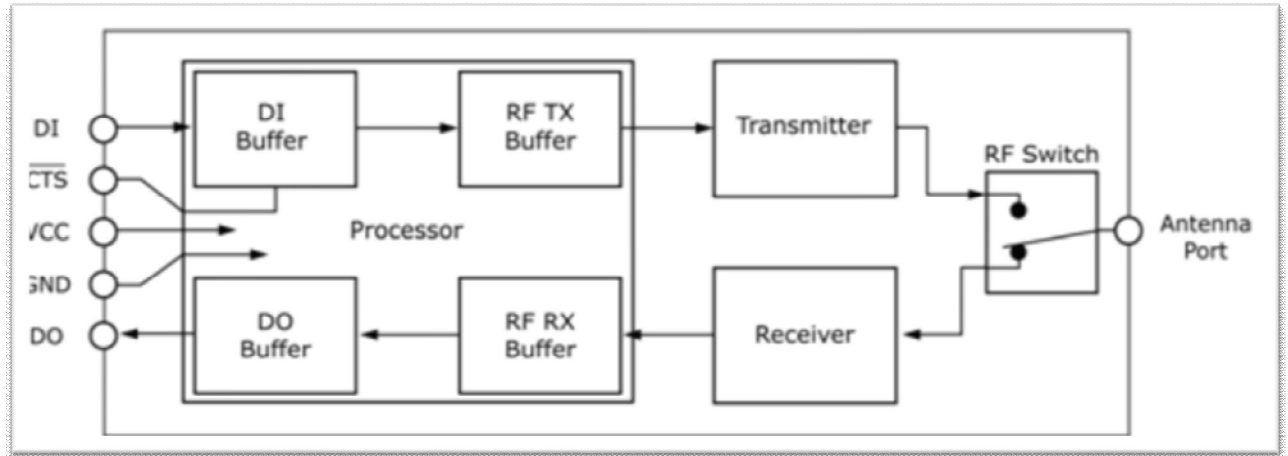 DI
CTS
VCC
GND
DO
DI
Buffer
RF TX
Buffer
Processor
DO
Buffer
RF RX
Buffer
Transmitter
Receiver
RF Switch
Antenna
Port